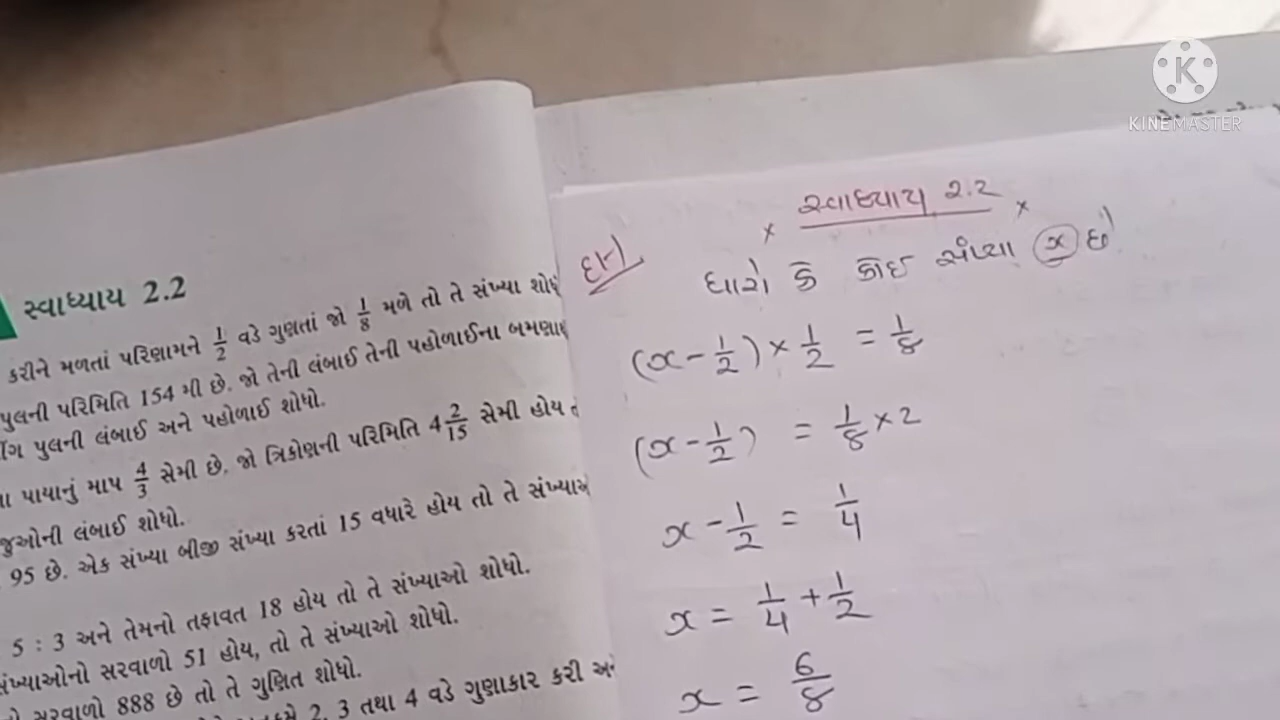 KINEMASTER
સ્વાધ્યાય 2.2
કરીને મળતાં પરિણામને 1/2 વડે ગુણતાં જો 1/8 મળે તો તે સંખ્યા શોધો
પુલની પરિમિતિ 154 મી છે. જો તેની લંબાઈ તેની પહોળાઈના બમણા
પુલની લંબાઈ અને પહોળાઈ શોધો.
પાયાનું માપ 4/3 સેમી છે. જો ત્રિકોણની પરિમિતિ 4 2/15 સેમી હોય
લંબાઈ શોધો.
95 છે. એક સંખ્યા બીજી સંખ્યા કરતાં 15 વધારે હોય તો તે
5 : 3 અને તેમનો તફાવત 18 હોય તો તે સંખ્યાઓ શોધો.
સરવાળો 51 હોય, તો તે સંખ્યાઓ શોધો.
સરવાળો 888 છે તો તે ગુણિત શોધો.
2, 3 તથા 4 વડે ગુણાકાર કરી
× સ્વાધ્યાય 2.2 ×
દા-1
ધારો કે કોઈ સંખ્યા x છે
(x - 1/2) × 1/2 = 1/8
(x - 1/2) = 1/8 × 2
x - 1/2 = 1/4
x = 1/4 + 1/2
x = 6/8